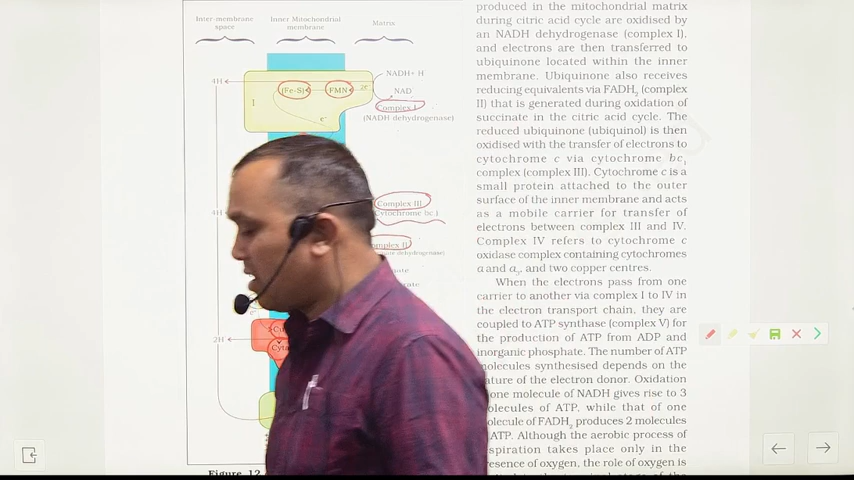 Inter-membrane
space
Inner Mitochondrial
membrane
Matrix
4H
1
(Fe-S)
FMN
2e
e⁻
NADH+ H
NAD
Complex I
(NADH dehydrogenase)
4H
Complex III
Cytochrome bc
omplex II
dehydrogenase)
2H
Cyt
Figure 12
produced in the mitochondrial matrix
during citric acid cycle are oxidised by
an NADH dehydrogenase (complex I),
and electrons are then transferred to
ubiquinone located within the inner
membrane. Ubiquinone also receives
reducing equivalents via FADH₂ (complex
II) that is generated during oxidation of
succinate in the citric acid cycle. The
reduced ubiquinone (ubiquinol) is then
oxidised with the transfer of electrons to
cytochrome c via cytochrome bc₁
complex (complex III). Cytochrome c is a
small protein attached to the outer
surface of the inner membrane and acts
as a mobile carrier for transfer of
electrons between complex III and IV.
Complex IV refers to cytochrome c
oxidase complex containing cytochromes
a and a₃, and two copper centres.
When the electrons pass from one
carrier to another via complex I to IV in
the electron transport chain, they are
coupled to ATP synthase (complex V) for
the production of ATP from ADP and
inorganic phosphate. The number of ATP
molecules synthesised depends on the
nature of the electron donor. Oxidation
one molecule of NADH gives rise to 3
olecules of ATP, while that of one
olecule of FADH₂ produces 2 molecules
ATP. Although the aerobic process of
spiration takes place only in the
resence of oxygen, the role of oxygen is